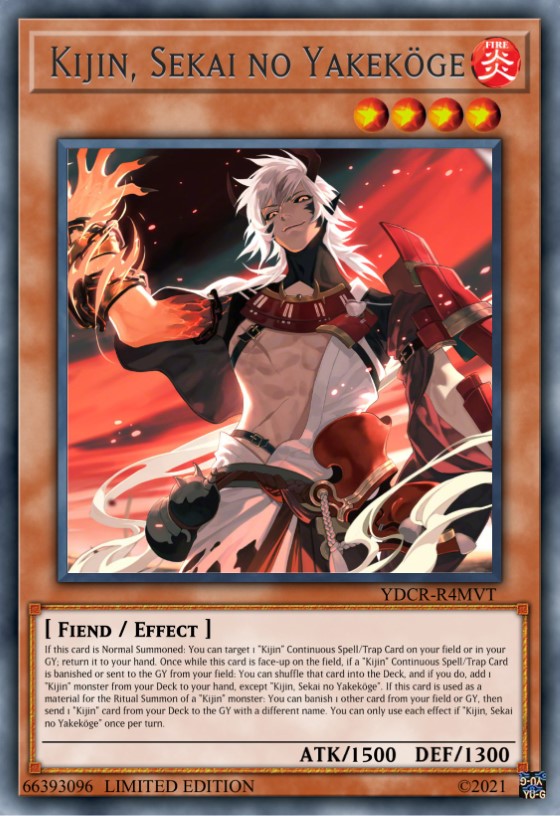 KIJIN, SEKAI NO YAKEKÖGE
FIRE
炎
YDCR-R4MVT
[ FIEND / EFFECT ]
If this card is Normal Summoned: You can target 1 "Kijin" Continuous Spell/Trap Card on your field or in your
GY; return it to your hand. Once while this card is face-up on the field, if a "Kijin" Continuous Spell/Trap Card
is banished or sent to the GY from your field: You can shuffle that card into the Deck, and if you do, add 1
"Kijin" monster from your Deck to your hand, except "Kijin, Sekai no Yakeköge". If this card is used as a
material for the Ritual Summon of a "Kijin" monster: You can banish 1 other card from your field or GY, then
send 1 "Kijin" card from your Deck to the GY with a different name. You can only use each effect if "Kijin, Sekai
no Yakeköge" once per turn.
ATK/1500 DEF/1300
66393096 LIMITED EDITION ©2021
YU-G
YU-G